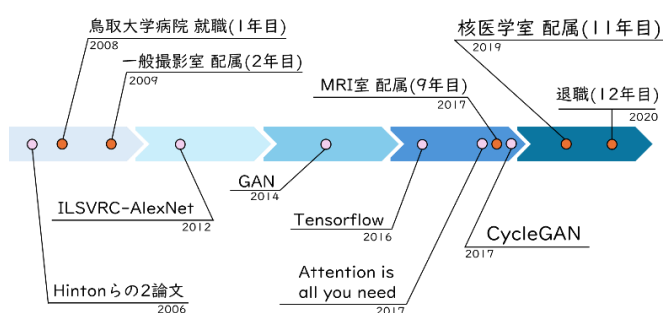 鳥取大学病院 就職(1年目)
2008
一般撮影室 配属(2年目)
2009
MRI室 配属(9年目)
2017
核医学室 配属(11年目)
2019
退職(12年目)
2020
Hintonらの2論文
2006
ILSVRC-AlexNet
2012
GAN
2014
Tensorflow
2016
Attention is
all you need
2017
CycleGAN
2017